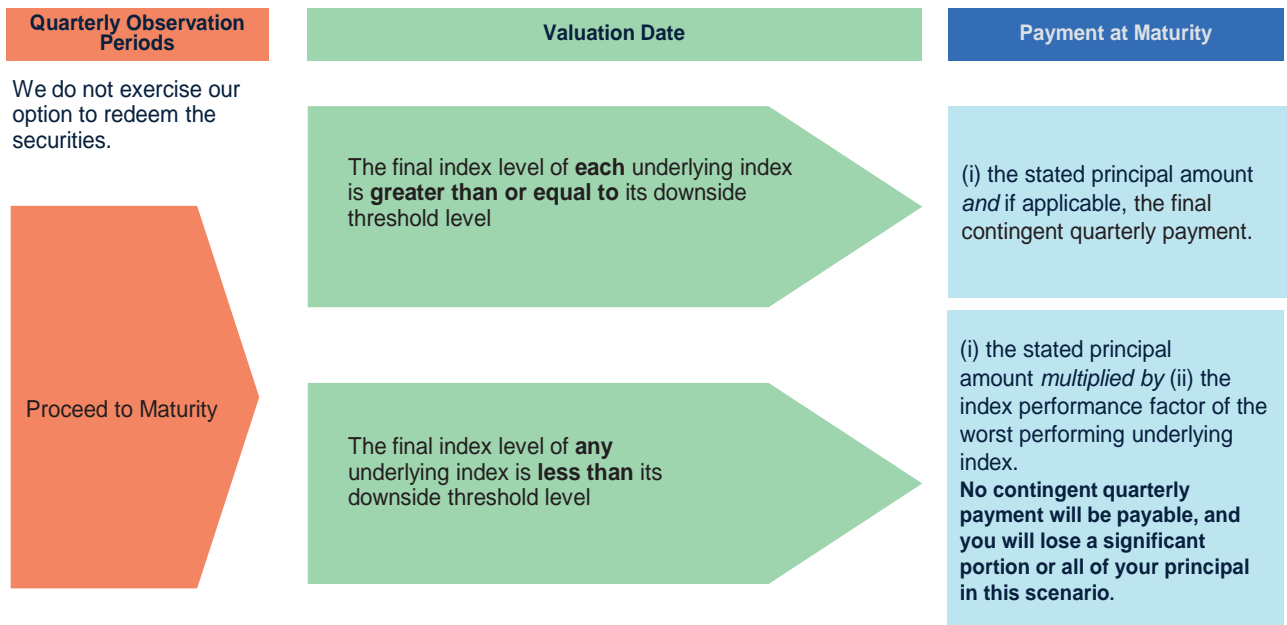 Quarterly Observation
Periods
Valuation Date
Payment at Maturity
We do not exercise our
option to redeem the
securities.
Proceed to Maturity
The final index level of each underlying index
is greater than or equal to its downside
threshold level
(i) the stated principal amount
and if applicable, the final
contingent quarterly payment.
The final index level of any
underlying index is less than its
downside threshold level
(i) the stated principal
amount multiplied by (ii) the
index performance factor of the
worst performing underlying
index.
No contingent quarterly
payment will be payable, and
you will lose a significant
portion or all of your principal
in this scenario.